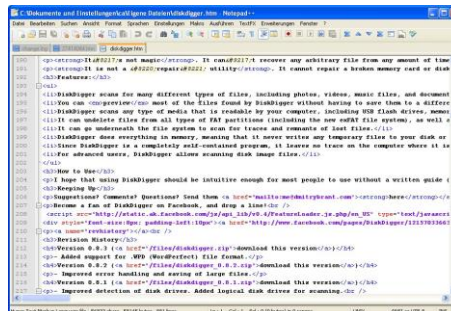 C:\Dokumente und Einstellungen\ca\Eigene Dateien\diskdigger.htm - Notepad++
Datei Bearbeiten Suchen Ansicht Format Sprachen Einstellungen Makro Ausführen TextFX Erweiterungen Fenster ?
diskdigger.htm
<p><strong>It&#8217;s not magic</strong>. It can&#8217;t recover any arbitrary file from any amount of time
<p><strong>It is not a &#8220;repair&#8221; utility</strong>. It cannot repair a broken memory card or disk
<h3>Features:</h3>
<ul>
<li>DiskDigger scans for many different types of files, including photos, videos, music files, and document
<li>You can <em>preview</em> most of the files found by DiskDigger without having to save them to a differe
<li>DiskDigger scans any type of media that is readable by your computer, including USB flash drives, memor
<li>It can undelete files from all types of FAT partitions (including the new exFAT file system), as well a
<li>It can go underneath the file system to scan for traces and remnants of lost files.</li>
<li>DiskDigger does everything in memory, meaning that it never write any temporary files to your disk or
<li>Since DiskDigger is a completely self-contained program, it leaves no trace on the computer where it is
<li>For advanced users, DiskDigger allows scanning disk image files.</li>
</ul>
<h3>How to Use</h3>
<p>I hope that using DiskDigger should be intuitive enough for most people to use without a written guide (
<h3>Keeping Up</h3>
<p><strong>Comments? Questions? Send them <a href="mailto:me@dmitrybrant.com"><strong>here</strong></a></s
<p>Become a fan of DiskDigger on Facebook, and drop a line!<br />
<script src="http://static.ak.facebook.com/js/api_lib/v0.4/FeatureLoader.js.php/en_US" type="text/javascri
<div style="font-size:8px; padding-left:10px"><a href="http://www.facebook.com/pages/DiskDigger/
<p><a name="revhistory"></a><br />
<h3>Revision History</h3>
<h4>Version 0.8.3 (<a href="/files/diskdigger.zip">download this version</a>)</h4>
<p>- Added support for .WPD (WordPerfect) file format.</p>
<h4>Version 0.8.2 (<a href="/files/diskdigger_0.8.2.zip">download this version</a>)</h4>
<p>- Improved error handling and saving of large files.</p>
<h4>Version 0.8.1 (<a href="/files/diskdigger_0.8.1.zip">download this version</a>)</h4>
<p>- Improved detection of disk drives. Added logical disk drives for scanning.<br />